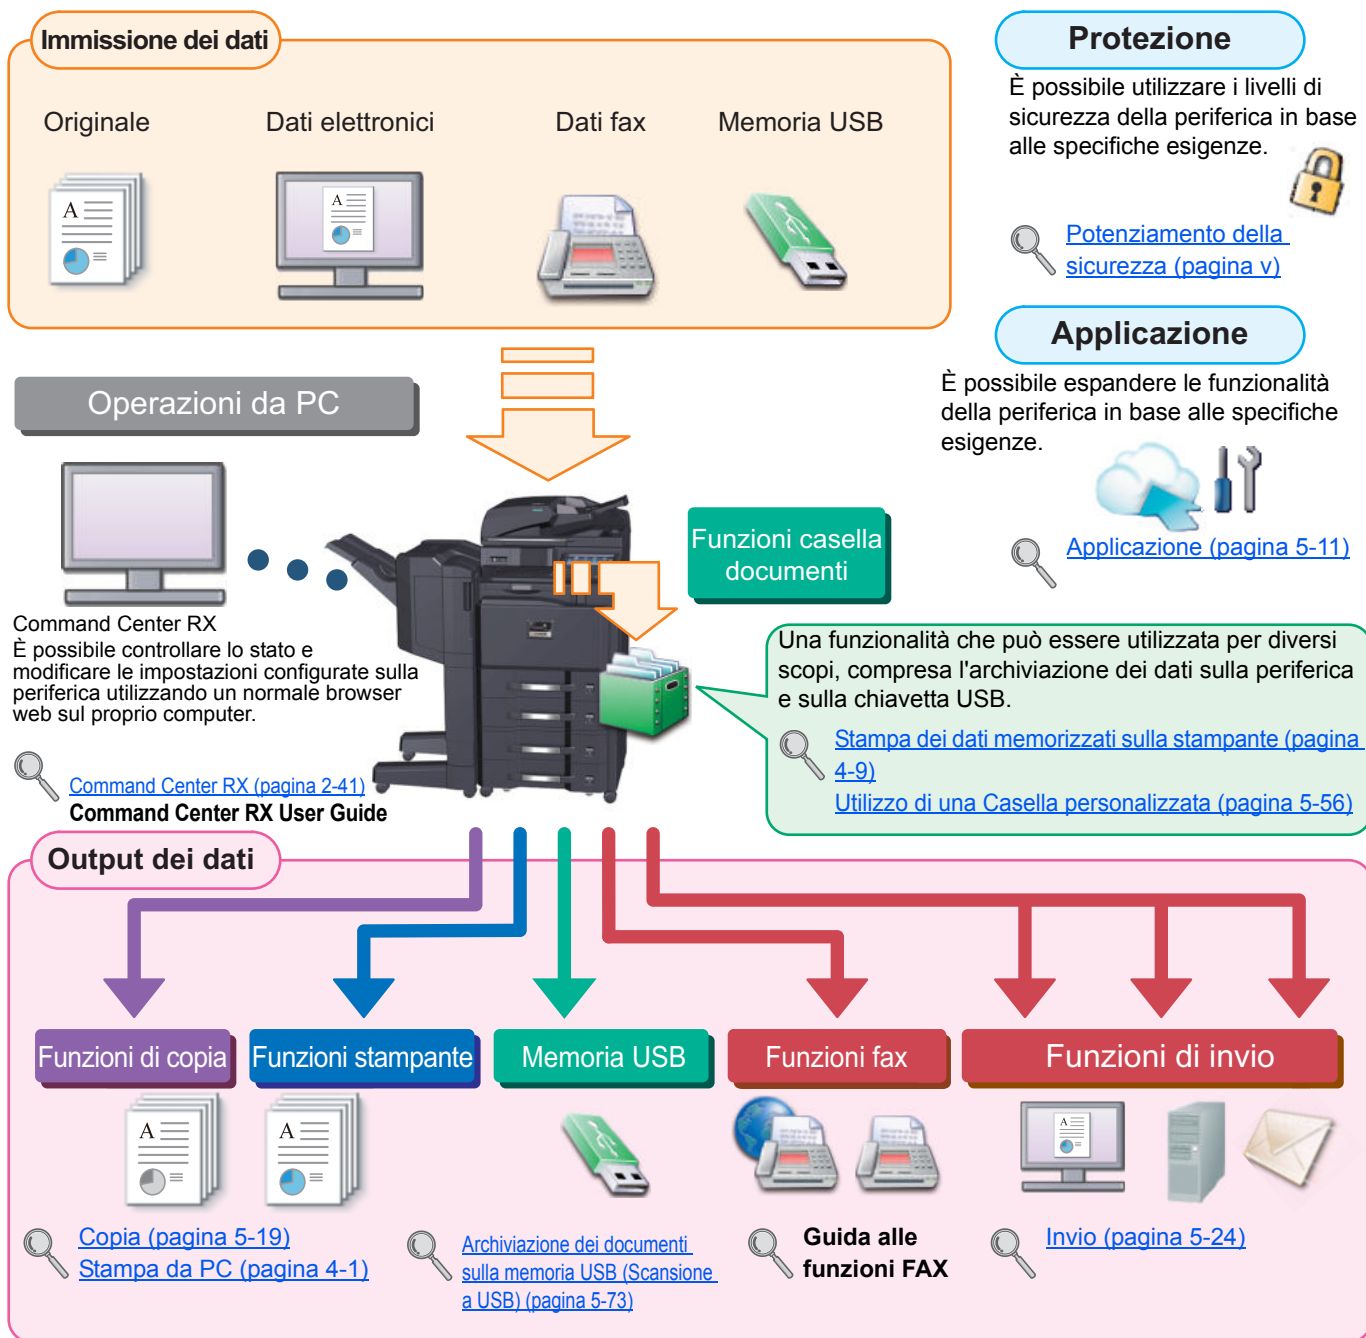 Immissione dei dati
Originale
Dati elettronici
Dati fax
Memoria USB
Protezione
È possibile utilizzare i livelli di
sicurezza della periferica in base
alle specifiche esigenze.
Potenziamento della
sicurezza (pagina v)
Applicazione
È possibile espandere le funzionalità
della periferica in base alle specifiche
esigenze.
Applicazione (pagina 5-11)
Operazioni da PC
Command Center RX
È possibile controllare lo stato e
modificare le impostazioni configurate sulla
periferica utilizzando un normale browser
web sul proprio computer.
Command Center RX (pagina 2-41)
Command Center RX User Guide
Funzioni casella
documenti
Una funzionalità che può essere utilizzata per diversi
scopi, compresa l'archiviazione dei dati sulla periferica
e sulla chiavetta USB.
Stampa dei dati memorizzati sulla stampante (pagina
4-9)
Utilizzo di una Casella personalizzata (pagina 5-56)
Output dei dati
Funzioni di copia
Funzioni stampante
Memoria USB
Funzioni fax
Funzioni di invio
Copia (pagina 5-19)
Stampa da PC (pagina 4-1)
Archiviazione dei documenti
sulla memoria USB (Scansione
a USB) (pagina 5-73)
Guida alle
funzioni FAX
Invio (pagina 5-24)
A
A
A
A
A